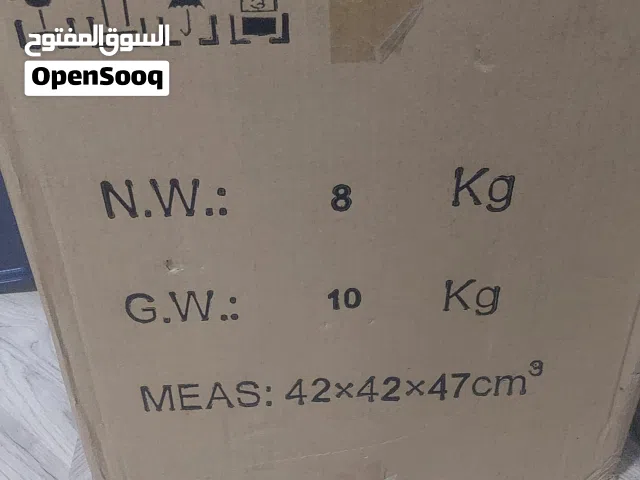 السوق المفتوح
OpenSooq
N.W.: 8 Kg
G.W.: 10 Kg
MEAS: 42×42×47cm³